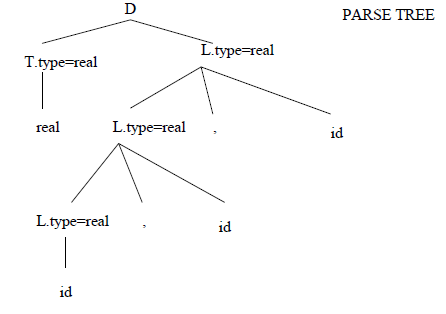 D
PARSE TREE
T.type=real
L.type=real
real
L.type=real
,
id
L.type=real
,
id
id